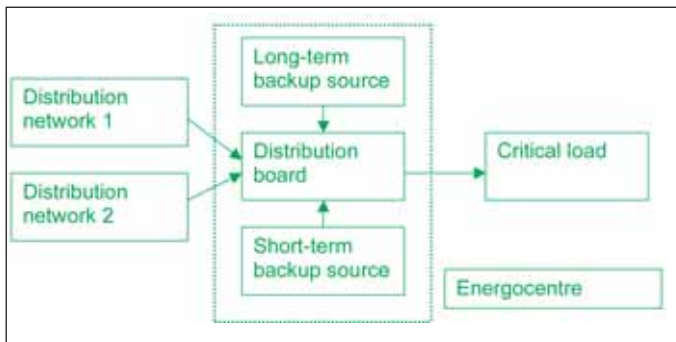 Long-term
backup source
Distribution
network 1
Distribution
board
Critical load
Distribution
network 2
Short-term
backup source
Energocentre